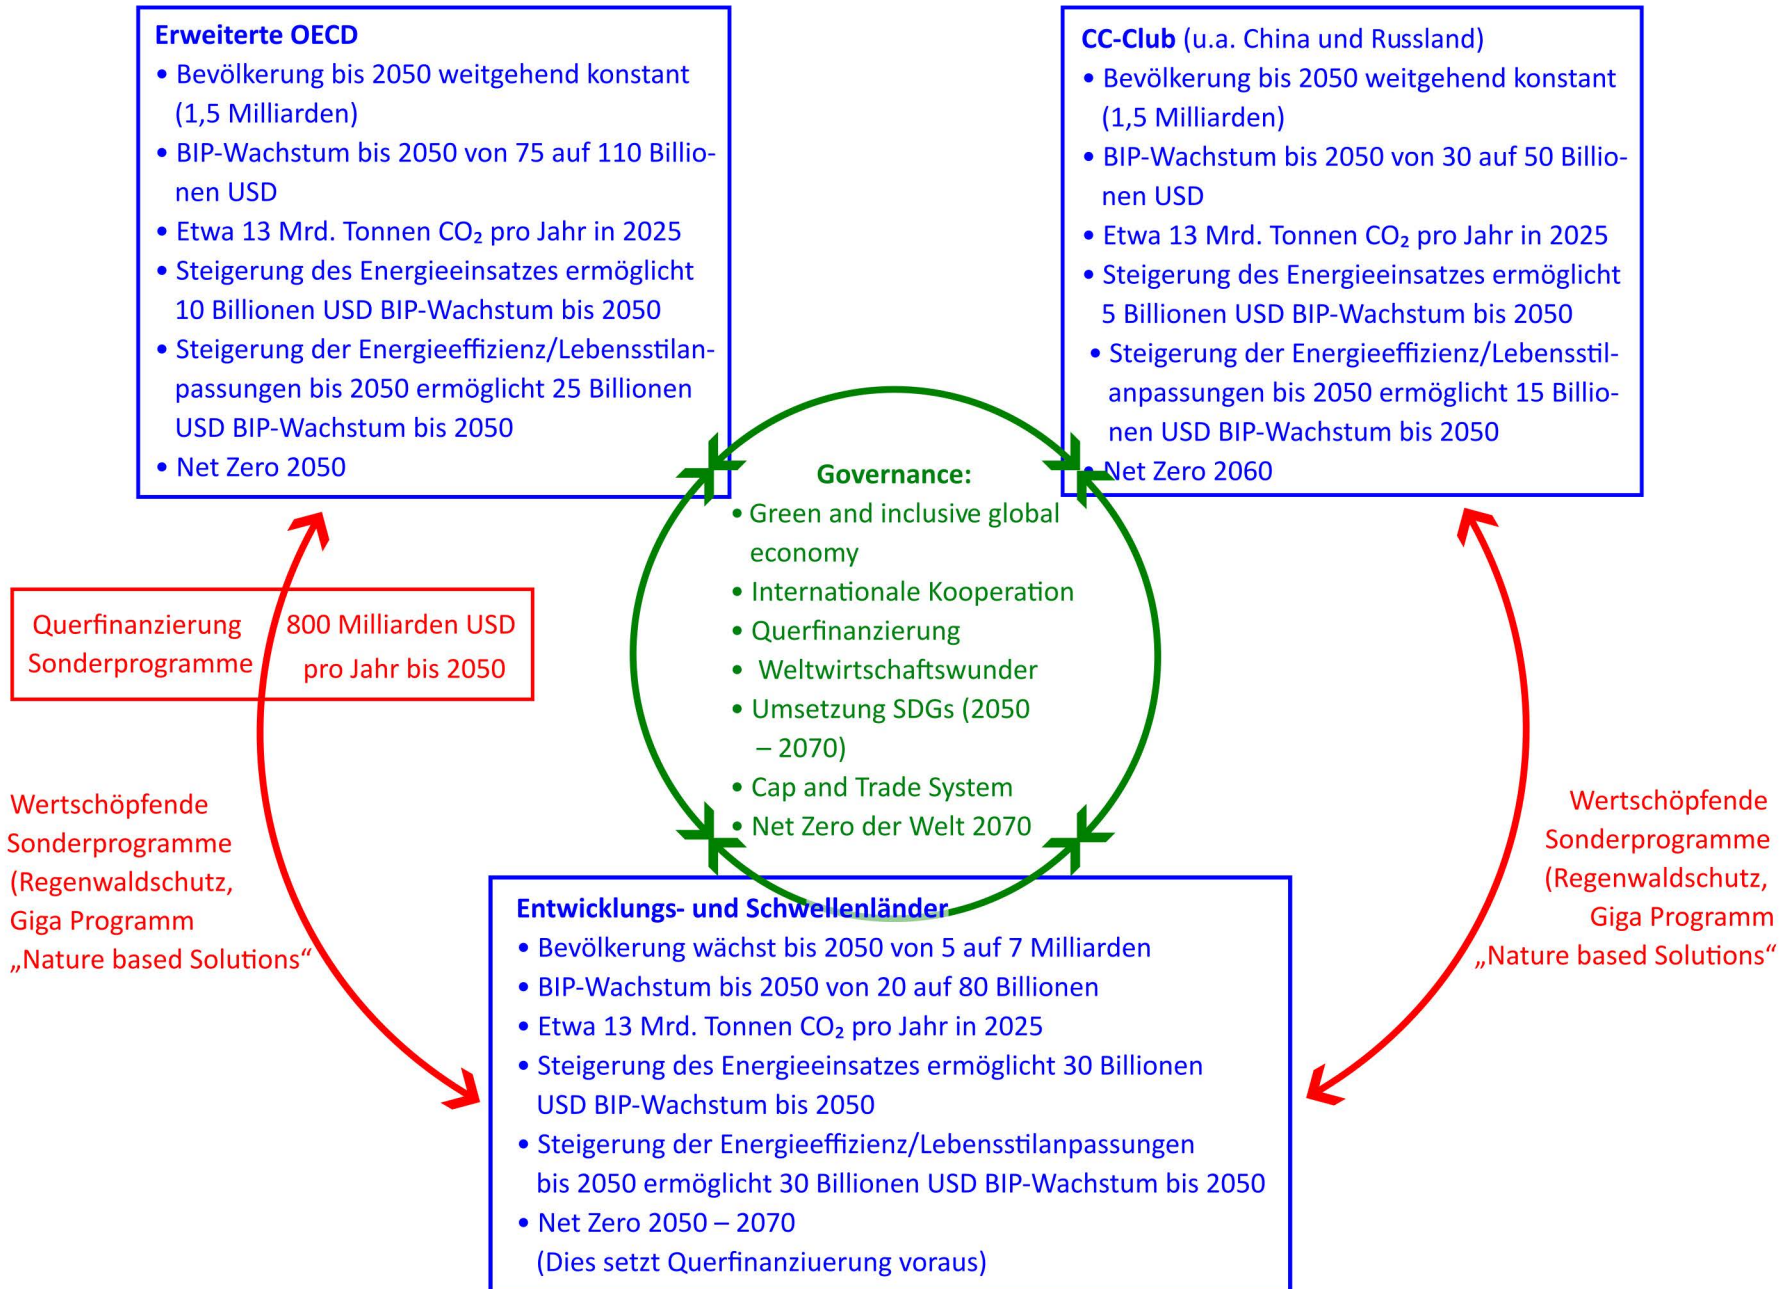 Erweiterte OECD
• Bevölkerung bis 2050 weitgehend konstant
(1,5 Milliarden)
• BIP-Wachstum bis 2050 von 75 auf 110 Billio-
nen USD
• Etwa 13 Mrd. Tonnen CO₂ pro Jahr in 2025
• Steigerung des Energieeinsatzes ermöglicht
10 Billionen USD BIP-Wachstum bis 2050
• Steigerung der Energieeffizienz/Lebensstilan-
passungen bis 2050 ermöglicht 25 Billionen
USD BIP-Wachstum bis 2050
• Net Zero 2050
CC-Club (u.a. China und Russland)
• Bevölkerung bis 2050 weitgehend konstant
(1,5 Milliarden)
• BIP-Wachstum bis 2050 von 30 auf 50 Billio-
nen USD
• Etwa 13 Mrd. Tonnen CO₂ pro Jahr in 2025
• Steigerung des Energieeinsatzes ermöglicht
5 Billionen USD BIP-Wachstum bis 2050
• Steigerung der Energieeffizienz/Lebensstil-
anpassungen bis 2050 ermöglicht 15 Billio-
nen USD BIP-Wachstum bis 2050
• Net Zero 2060
Governance:
• Green and inclusive global
economy
• Internationale Kooperation
• Querfinanzierung
• Weltwirtschaftswunder
• Umsetzung SDGs (2050
– 2070)
• Cap and Trade System
• Net Zero der Welt 2070
Querfinanzierung
Sonderprogramme
800 Milliarden USD
pro Jahr bis 2050
Wertschöpfende
Sonderprogramme
(Regenwaldschutz,
Giga Programm
„Nature based Solutions“
Wertschöpfende
Sonderprogramme
(Regenwaldschutz,
Giga Programm
„Nature based Solutions“
Entwicklungs- und Schwellenländer
• Bevölkerung wächst bis 2050 von 5 auf 7 Milliarden
• BIP-Wachstum bis 2050 von 20 auf 80 Billionen
• Etwa 13 Mrd. Tonnen CO₂ pro Jahr in 2025
• Steigerung des Energieeinsatzes ermöglicht 30 Billionen
USD BIP-Wachstum bis 2050
• Steigerung der Energieeffizienz/Lebensstilanpassungen
bis 2050 ermöglicht 30 Billionen USD BIP-Wachstum bis 2050
• Net Zero 2050 – 2070
(Dies setzt Querfinanziuerung voraus)